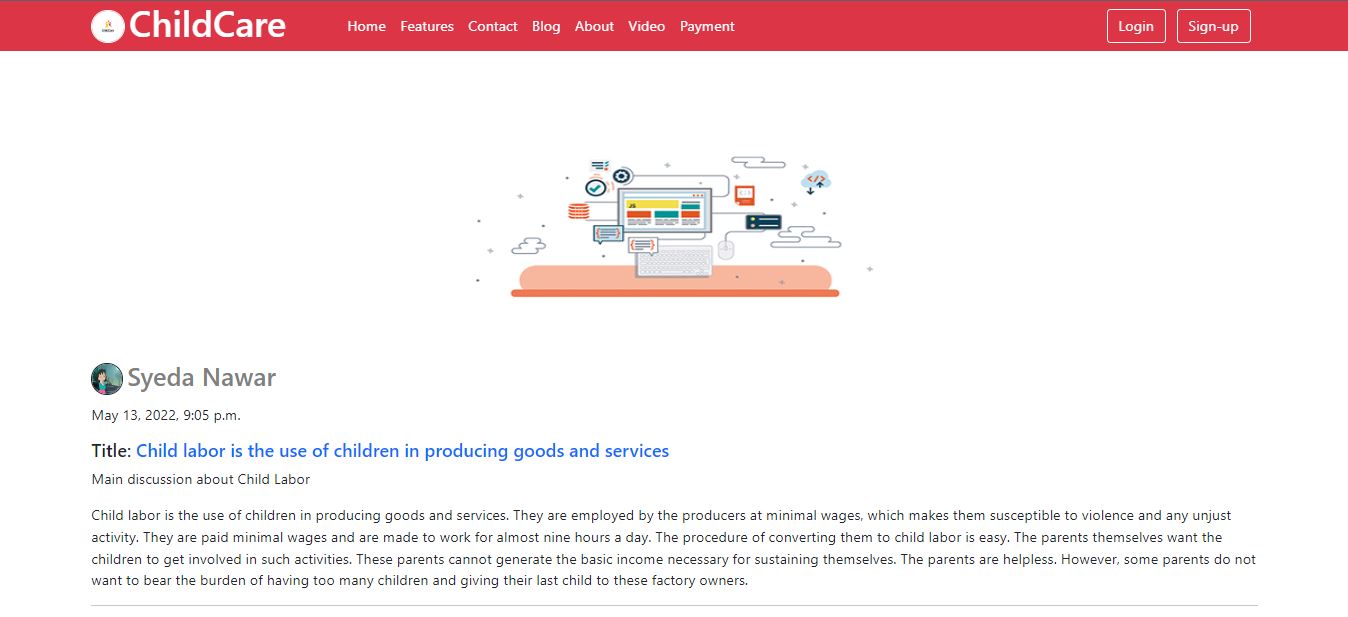 ChildCare
Home Features Contact Blog About Video Payment
Login Sign-up
JS
Syeda Nawar
May 13, 2022, 9:05 p.m.
Title: Child labor is the use of children in producing goods and services
Main discussion about Child Labor
Child labor is the use of children in producing goods and services. They are employed by the producers at minimal wages, which makes them susceptible to violence and any unjust
activity. They are paid minimal wages and are made to work for almost nine hours a day. The procedure of converting them to child labor is easy. The parents themselves want the
children to get involved in such activities. These parents cannot generate the basic income necessary for sustaining themselves. The parents are helpless. However, some parents do not
want to bear the burden of having too many children and giving their last child to these factory owners.